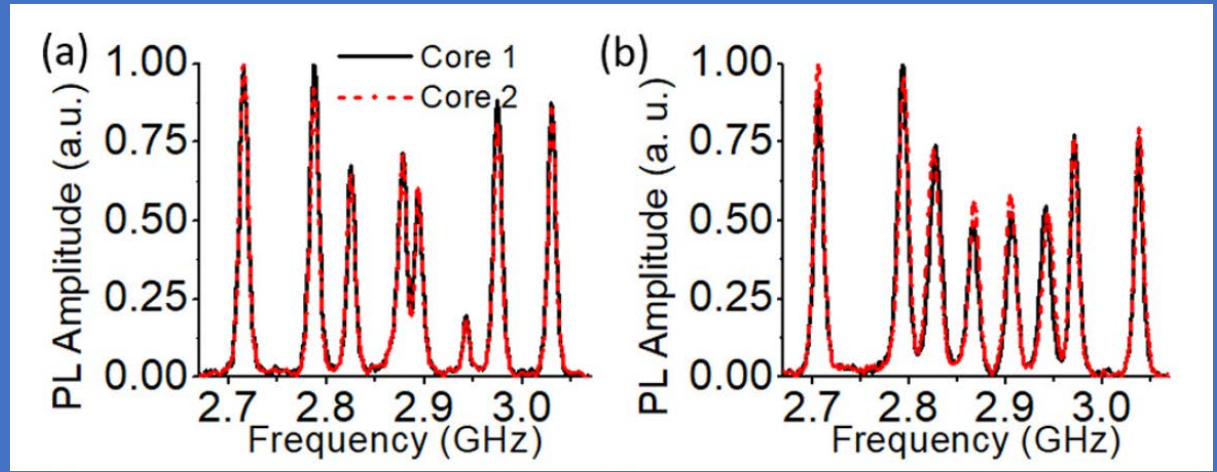 (a)
PL Amplitude (a.u.)
1.00
0.75
0.50
0.25
0.00
Core 1
Core 2
2.7 2.8 2.9 3.0
Frequency (GHz)
(b)
PL Amplitude (a. u.)
1.00
0.75
0.50
0.25
0.00
2.7 2.8 2.9 3.0
Frequency (GHz)